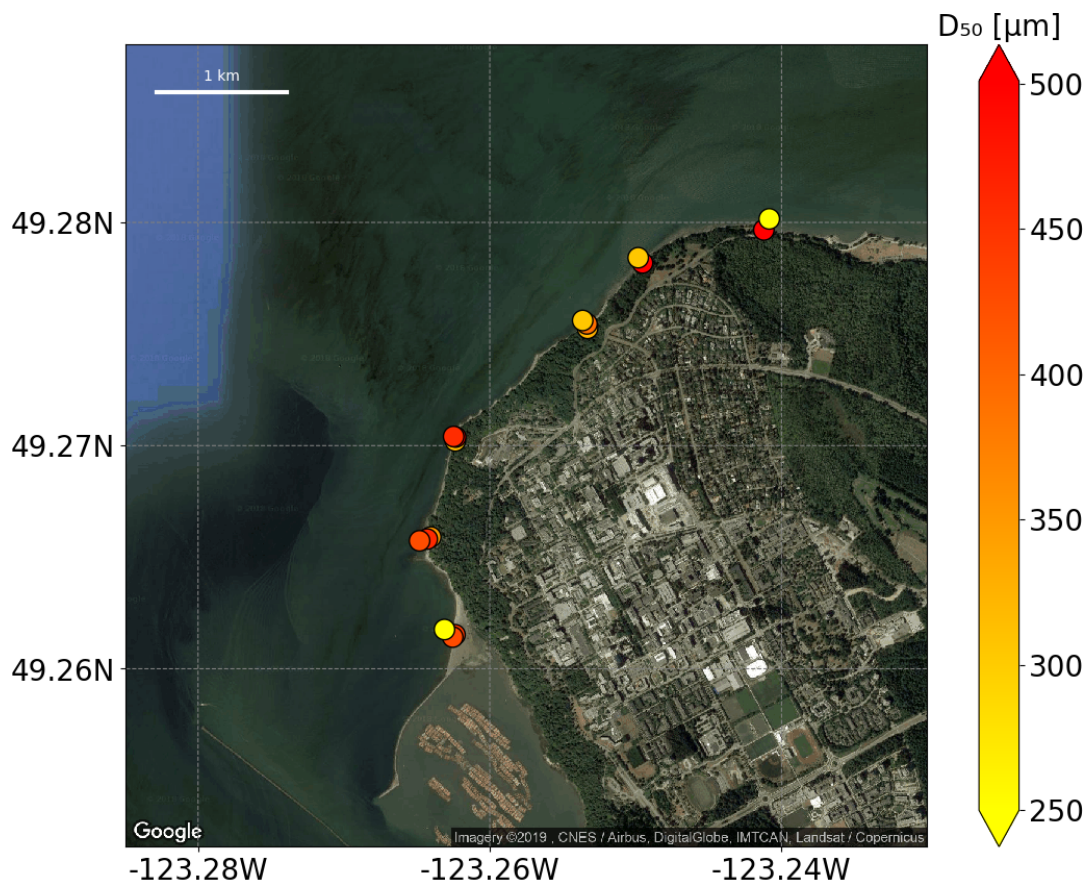 D₅₀ [μm]
1 km
500
49.28N
450
400
49.27N
350
300
49.26N
250
Google
Imagery ©2019 , CNES / Airbus, DigitalGlobe, IMTCAN, Landsat / Copernicus
-123.28W
-123.26W
-123.24W